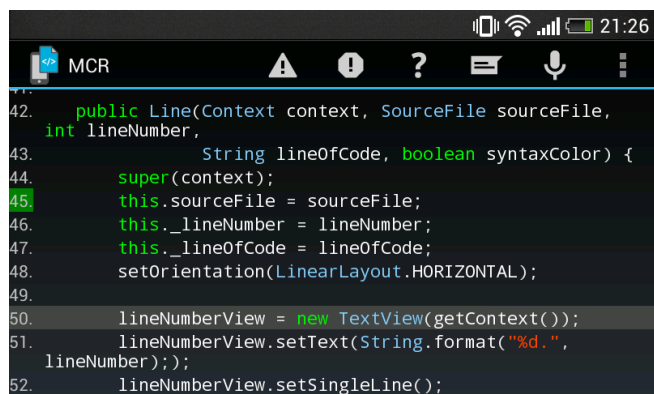 21:26
MCR
41.
42. public Line(Context context, SourceFile sourceFile,
int lineNumber,
43. String lineOfCode, boolean syntaxColor) {
44. super(context);
45. this.sourceFile = sourceFile;
46. this._lineNumber = lineNumber;
47. this._lineOfCode = lineOfCode;
48. setOrientation(LinearLayout.HORIZONTAL);
49.
50. lineNumberView = new TextView(getContext());
51. lineNumberView.setText(String.format("%d.",
lineNumber););
52. lineNumberView.setSingleLine();